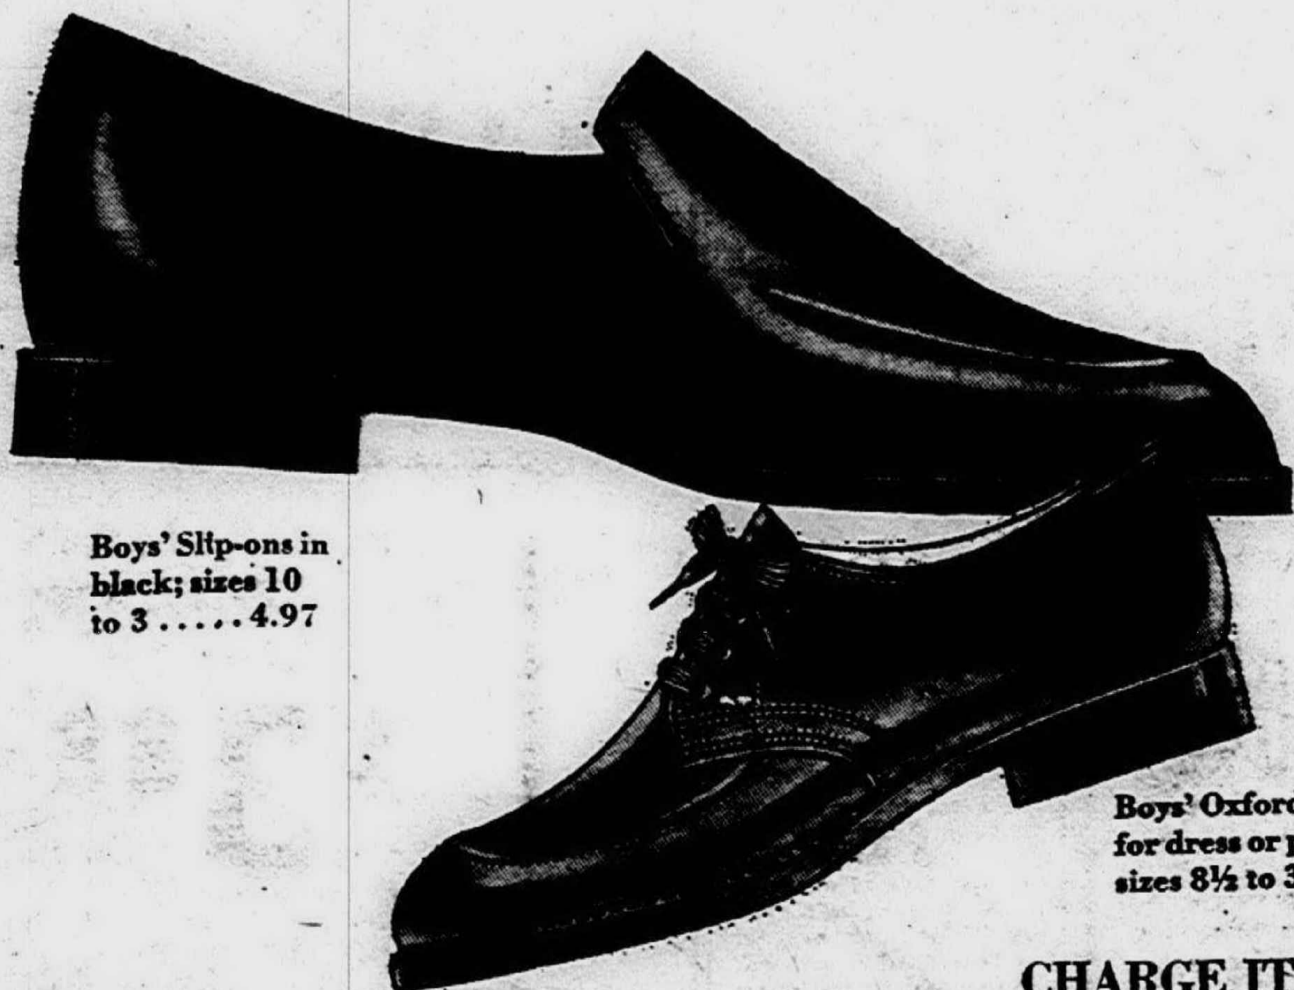 Boys' Slip-ons in
black; sizes 10
to 3 ..... 4.97
Boys' Oxford
for dress or
sizes 8½ to 3
CHARGE IT